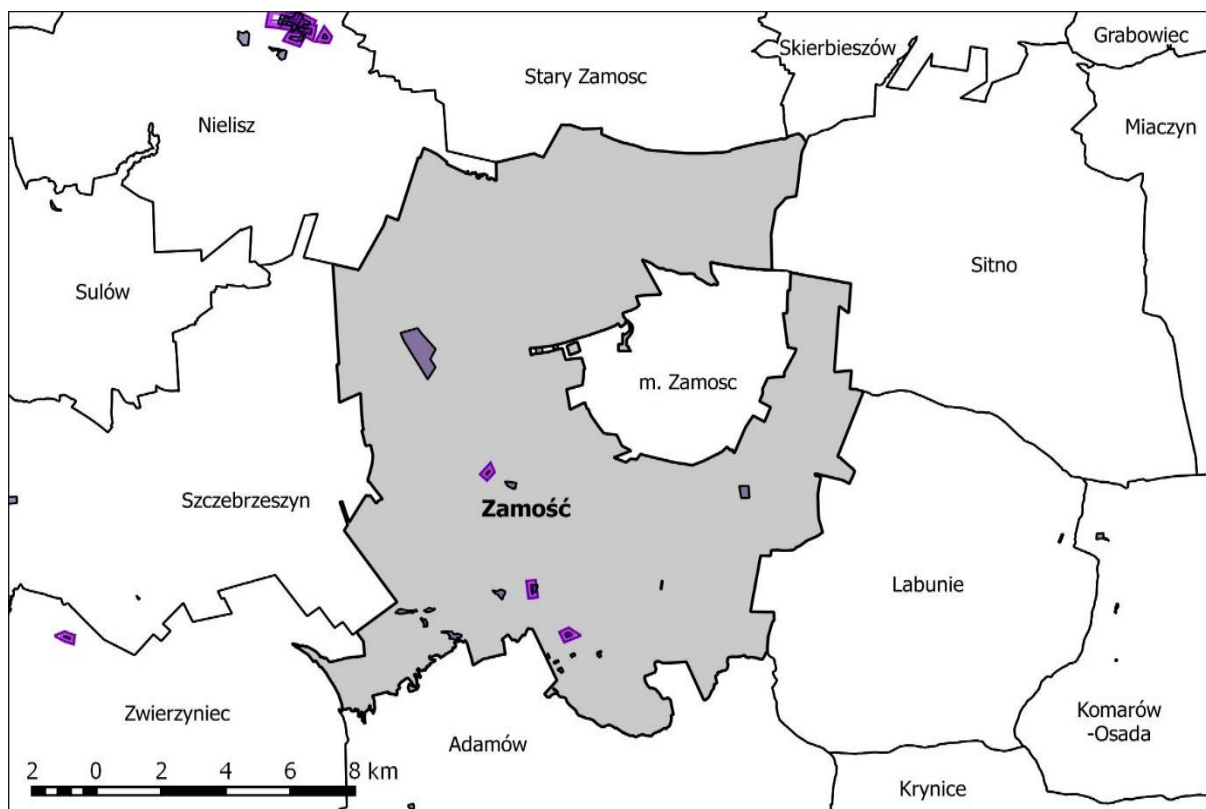 Skierbieszów
Grabowiec
Stary Zamosc
Nielisz
Miaczyn
Sitno
Sulów
m. Zamosc
Szczebrzeszyn
Zamość
Labunie
Zwierzyniec
Komarów
-Osada
Adamów
2 0 2 4 6 8 km
Krynice